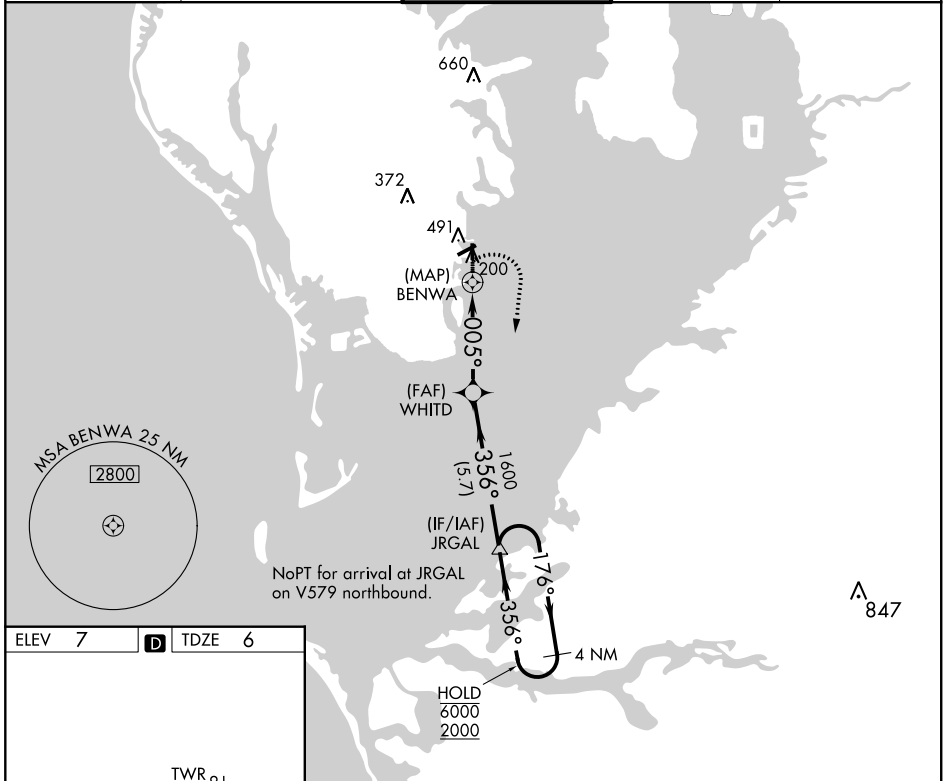 660
372
491
200
(MAP)
BENWA
005°
(FAF)
WHITD
MSA BENWA 25 NM
2800
1600
356°
(5.7)
(IF/IAF)
JRGAL
NoPT for arrival at JRGAL
on V579 northbound.
176°
356°
847
4 NM
HOLD
6000
2000
ELEV 7 D TDZE 6
TWR